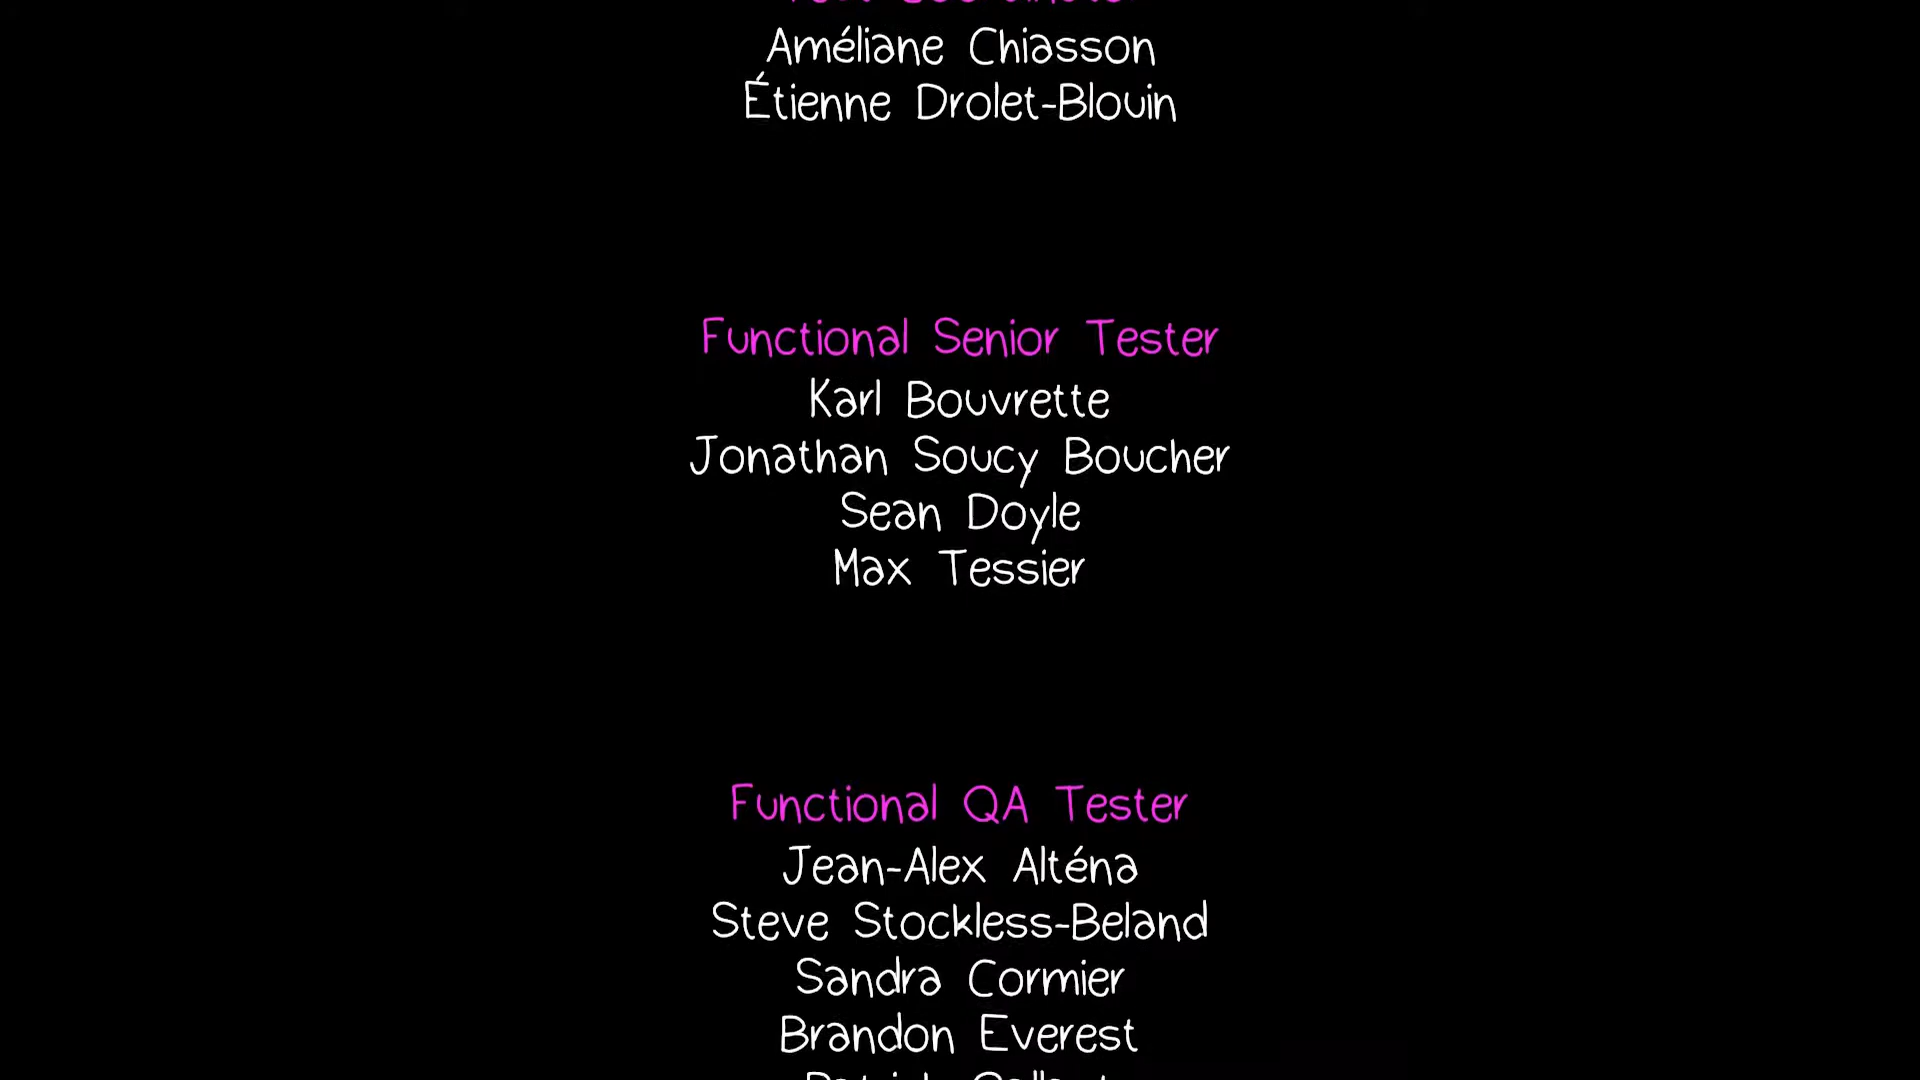 Améliane Chiasson
Étienne Drolet-Blouin
Functional Senior Tester
Karl Bouvrette
Jonathan Soucy Boucher
Sean Doyle
Max Tessier
Functional QA Tester
Jean-Alex Alténa
Steve Stockless-Beland
Sandra Cormier
Brandon Everest